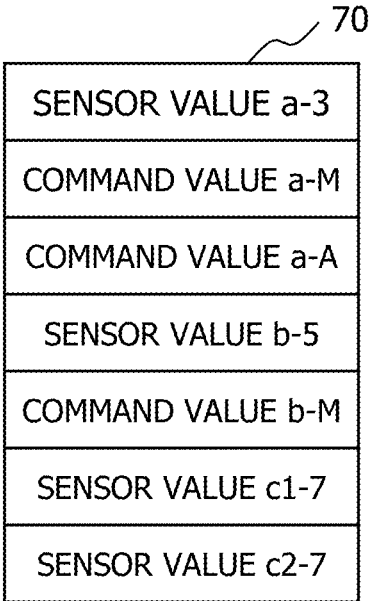 70
SENSOR VALUE a-3
COMMAND VALUE a-M
COMMAND VALUE a-A
SENSOR VALUE b-5
COMMAND VALUE b-M
SENSOR VALUE c1-7
SENSOR VALUE c2-7